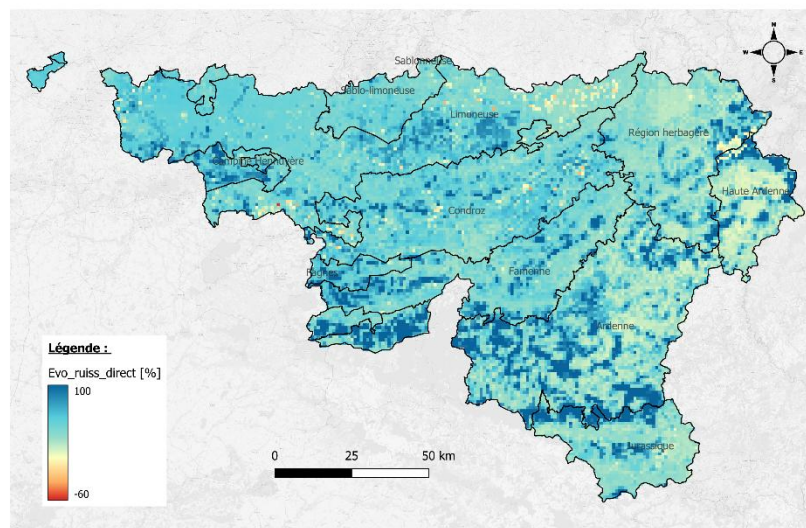 N
W E
S
Sablonneuse
Sablo-limoneuse
Limoneuse
Région herbagère
Campine Hennuyère
Haute Ardenne
Condroz
Fagne
Famenne
Ardenne
Jurassique
Légende :
Evo_ruiss_direct [%]
100
-60
0 25 50 km